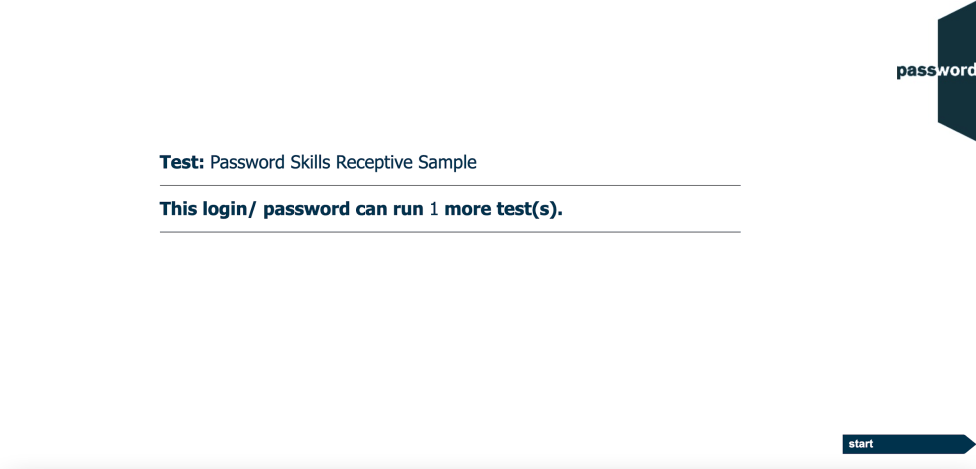 password
Test: Password Skills Receptive Sample
This login/ password can run 1 more test(s).
start